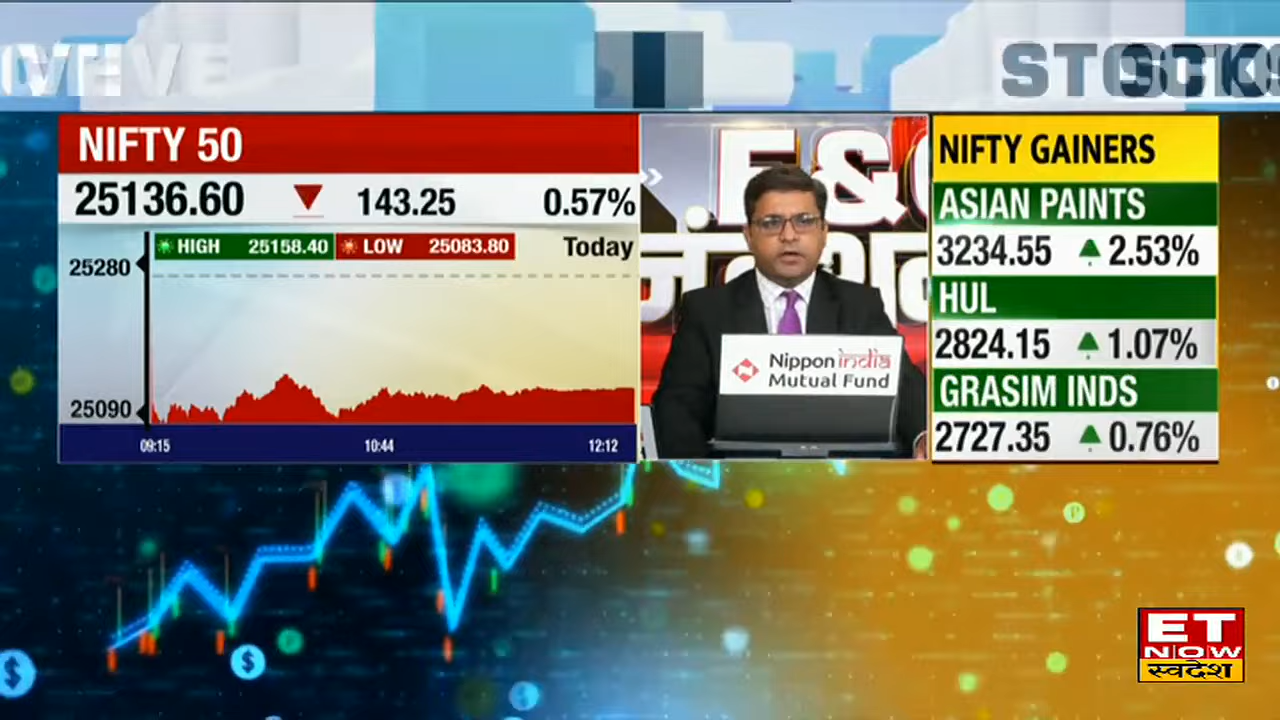 NIFTY 50
25136.60 ▼ 143.25 0.57%
HIGH 25158.40 LOW 25083.80 Today
25280
25090
09:15 10:44 12:12
Nippon india
Mutual Fund
NIFTY GAINERS
ASIAN PAINTS
3234.55 ▲ 2.53%
HUL
2824.15 ▲ 1.07%
GRASIM INDS
2727.35 ▲ 0.76%
ET
NOW
स्वदेश